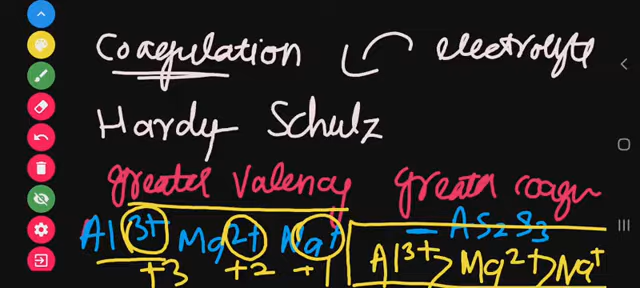 Coagulation electrolyte
Hardy Schulz
greater Valency greater coagu
Al3+ Mg2+ Na+ - AS2S3
+3 +2 +1 Al3+ > Mg2+ > Na+